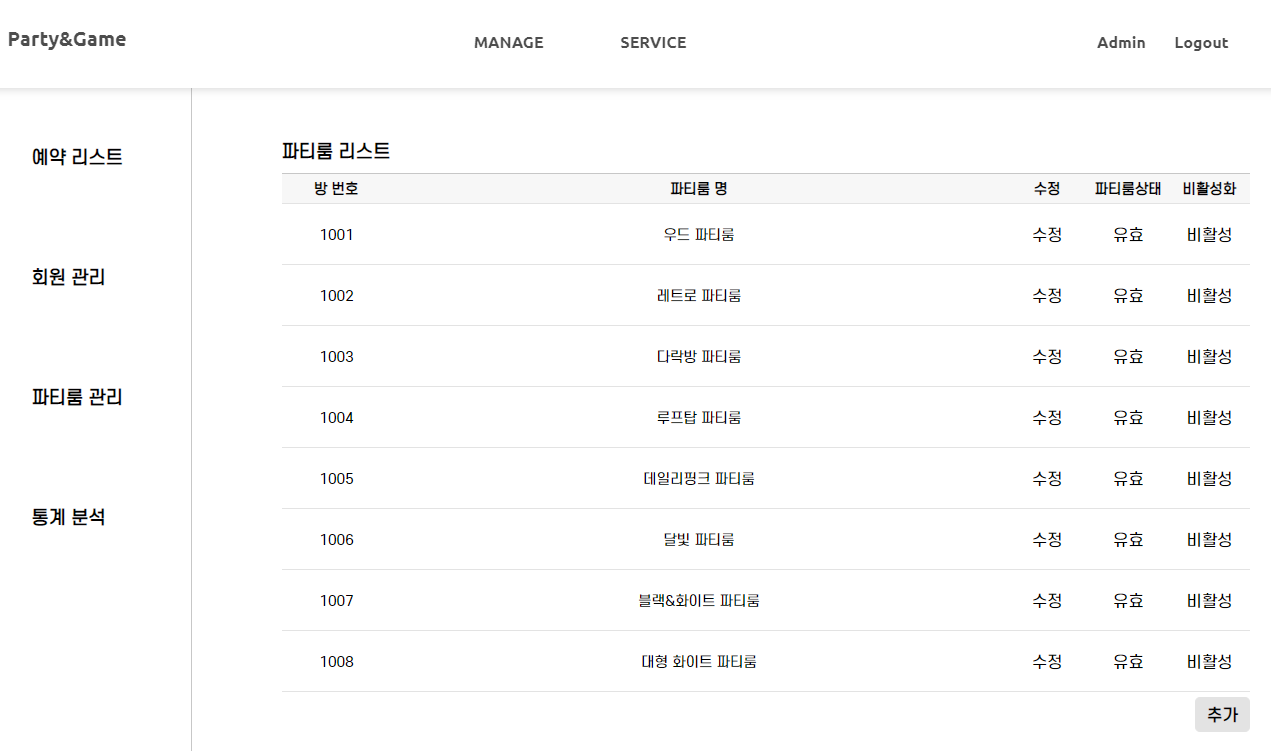 Party&Game MANAGE SERVICE Admin Logout
예약 리스트
회원 관리
파티룸 관리
통계 분석
파티룸 리스트
방 번호 파티룸 명 수정 파티룸상태 비활성화
1001 우드 파티룸 수정 유효 비활성
1002 레트로 파티룸 수정 유효 비활성
1003 다락방 파티룸 수정 유효 비활성
1004 루프탑 파티룸 수정 유효 비활성
1005 데일리핑크 파티룸 수정 유효 비활성
1006 달빛 파티룸 수정 유효 비활성
1007 블랙&화이트 파티룸 수정 유효 비활성
1008 대형 화이트 파티룸 수정 유효 비활성
추가